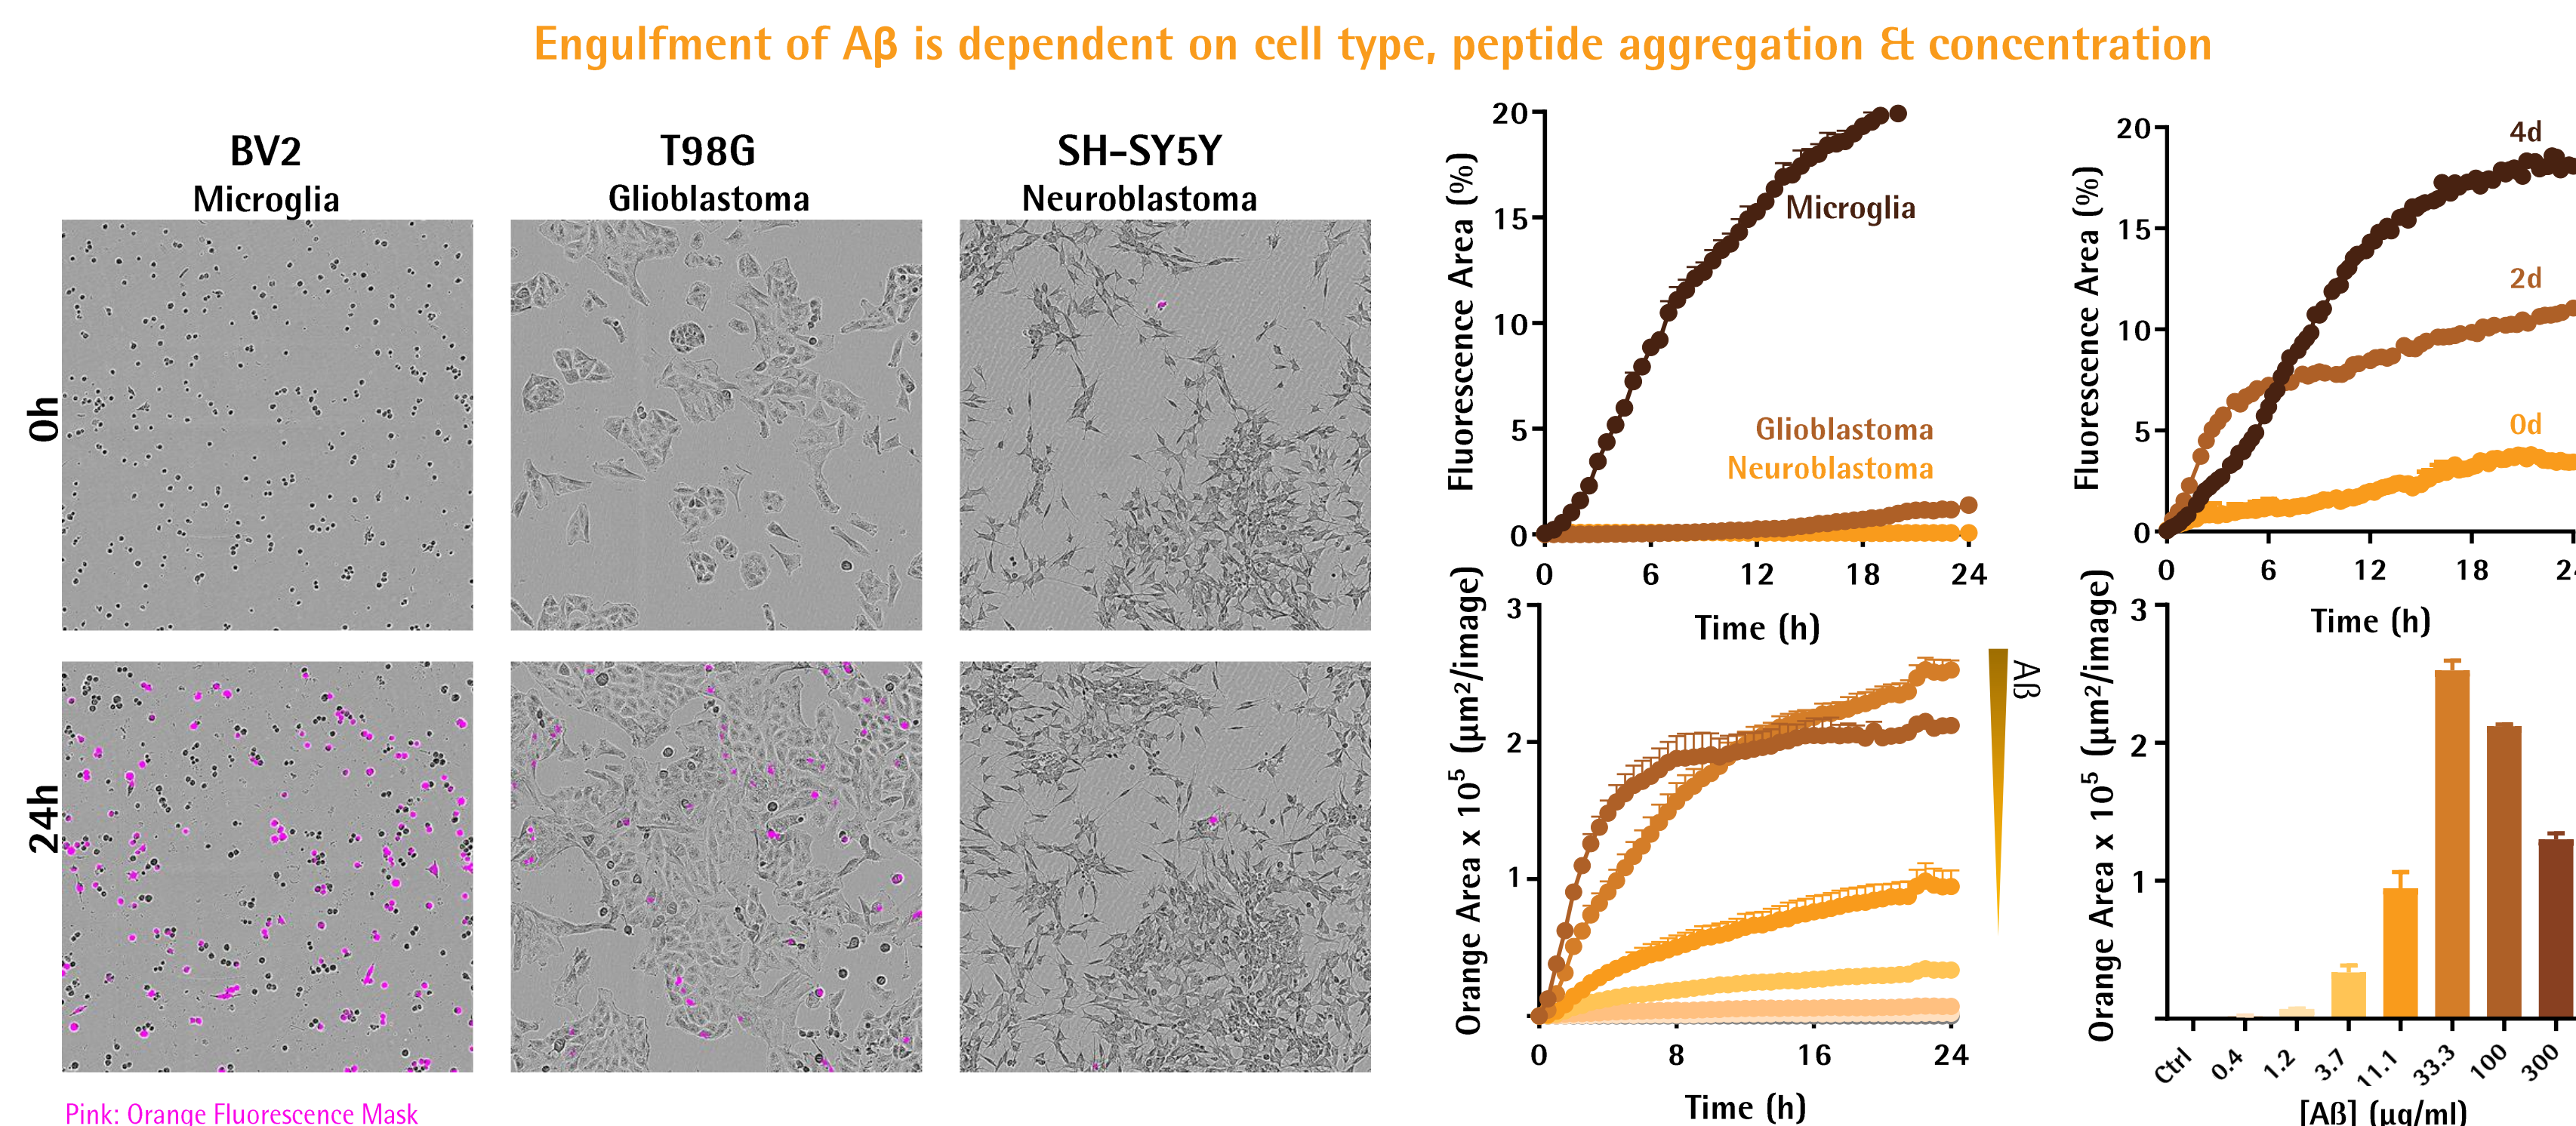 Engulfment of Aβ is dependent on cell type, peptide aggregation & concentration
BV2
Microglia
T98G
Glioblastoma
SH-SY5Y
Neuroblastoma
0h
24h
Pink: Orange Fluorescence Mask
Fluorescence Area (%)
20
15
10
5
0
Microglia
Glioblastoma
Neuroblastoma
0 6 12 18 24
Time (h)
Fluorescence Area (%)
20
15
10
5
0
4d
2d
0d
0 6 12 18
Time (h)
Orange Area x 10⁵ (µm²/image)
3
2
1
Aβ
0 8 16 24
Time (h)
Orange Area x 10⁵ (µm²/image)
3
2
1
Ctrl 0.4 1.2 3.7 11.1 33.3 100 300
[Aß] (µg/ml)